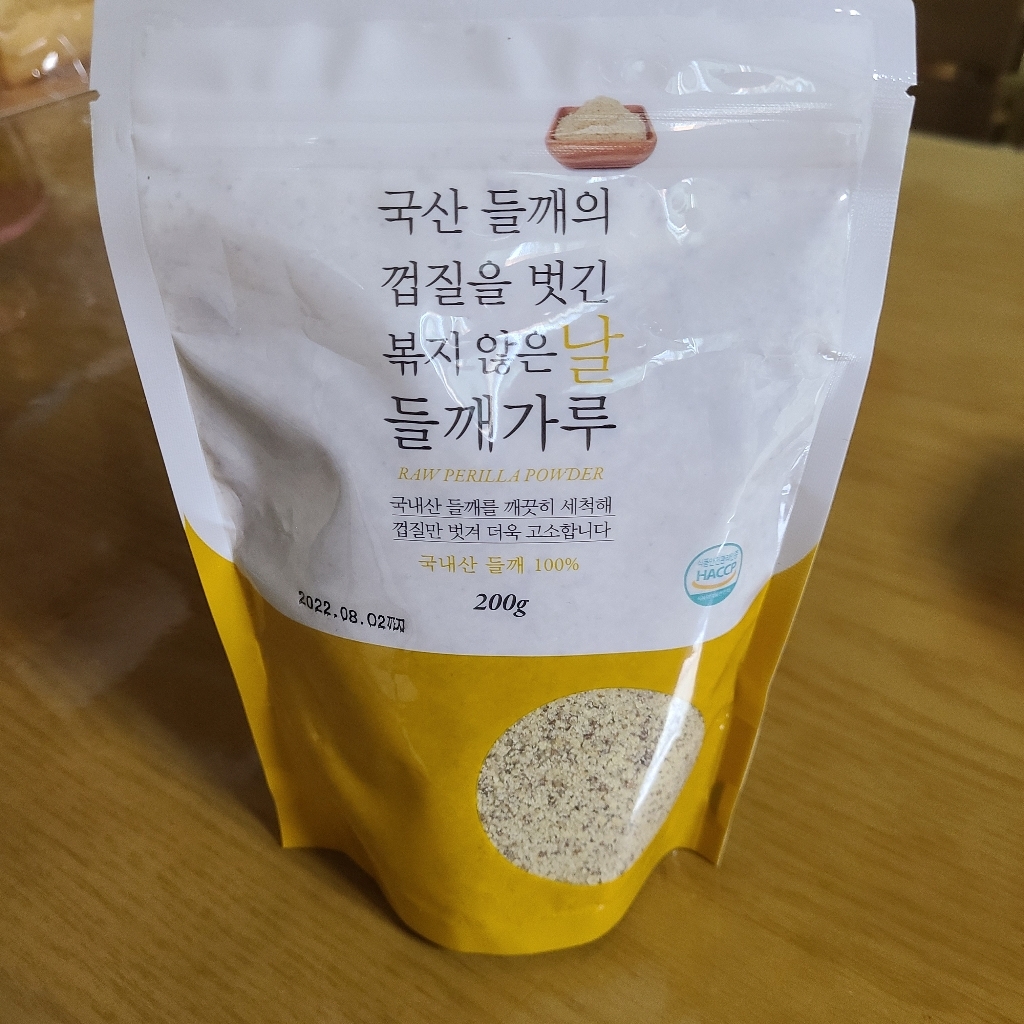 국산 들깨의
껍질을 벗긴
볶지 않은 날
들깨가루
RAW PERILLA POWDER
국내산 들깨를 깨끗히 세척해
껍질만 벗겨 더욱 고소합니다
국내산 들깨 100%
HACCP
200g
2022.08.02까지